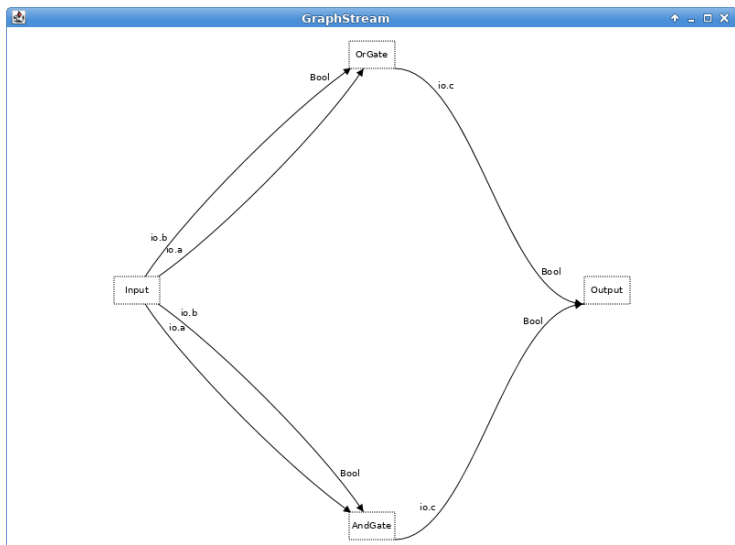 GraphStream
OrGate
Bool
io.c
io.b
io.a
Bool
Input
Output
io.b
io.a
Bool
Bool
io.c
AndGate